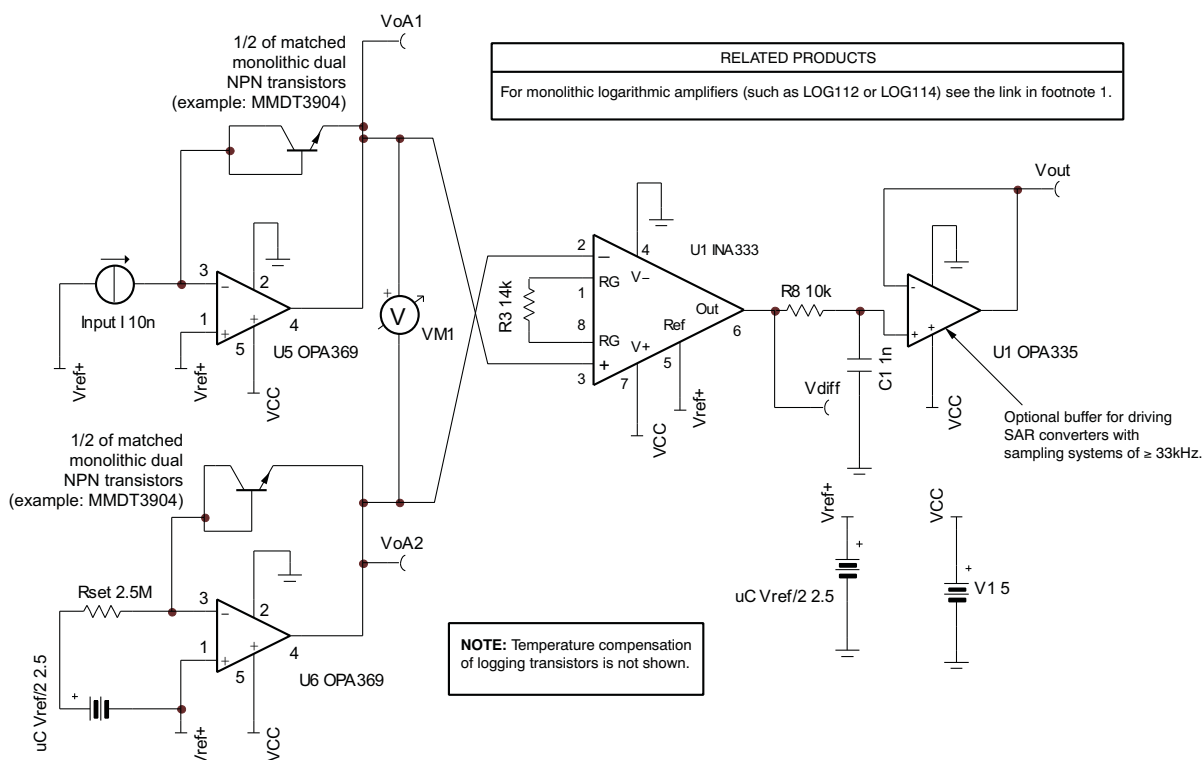 VoA1
1/2 of matched
monolithic dual
NPN transistors
(example: MMDT3904)
RELATED PRODUCTS
For monolithic logarithmic amplifiers (such as LOG112 or LOG114) see the link in footnote 1.
Input I 10n
Vref+
3
1
2
5
4
−
+
+
U5 OPA369
Vref+
VCC
+
V
VM1
2
3
1
8
R3 14k
RG
RG
−
+
4
V−
V+
7
Ref
5
Out
6
U1 INA333
VCC
Vref+
R8 10k
Vdiff
C1 1n
Vout
-
+
+
U1 OPA335
VCC
Optional buffer for driving
SAR converters with
sampling systems of ≥ 33kHz.
1/2 of matched
monolithic dual
NPN transistors
(example: MMDT3904)
VoA2
Rset 2.5M
3
1
2
5
4
−
+
+
U6 OPA369
uC Vref/2 2.5
+
Vref+
VCC
NOTE: Temperature compensation
of logging transistors is not shown.
Vref+
+
uC Vref/2 2.5
VCC
+
V1 5